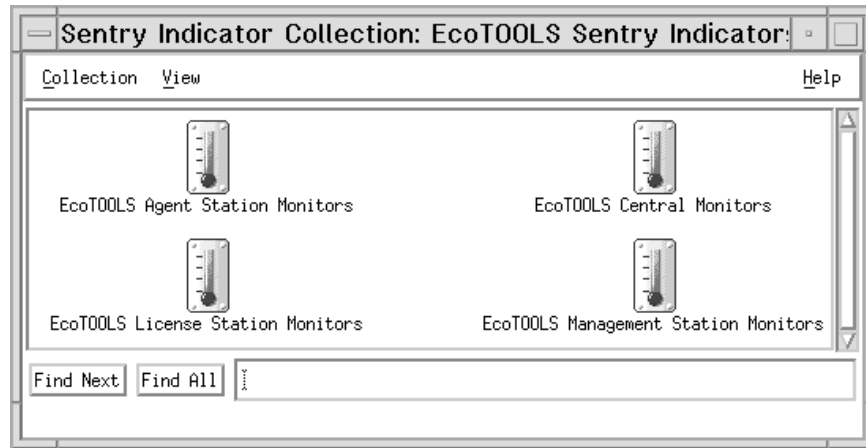 Sentry Indicator Collection: EcoTOOLS Sentry Indicators
Collection View Help
EcoTOOLS Agent Station Monitors EcoTOOLS Central Monitors
EcoTOOLS License Station Monitors EcoTOOLS Management Station Monitors
Find Next Find All